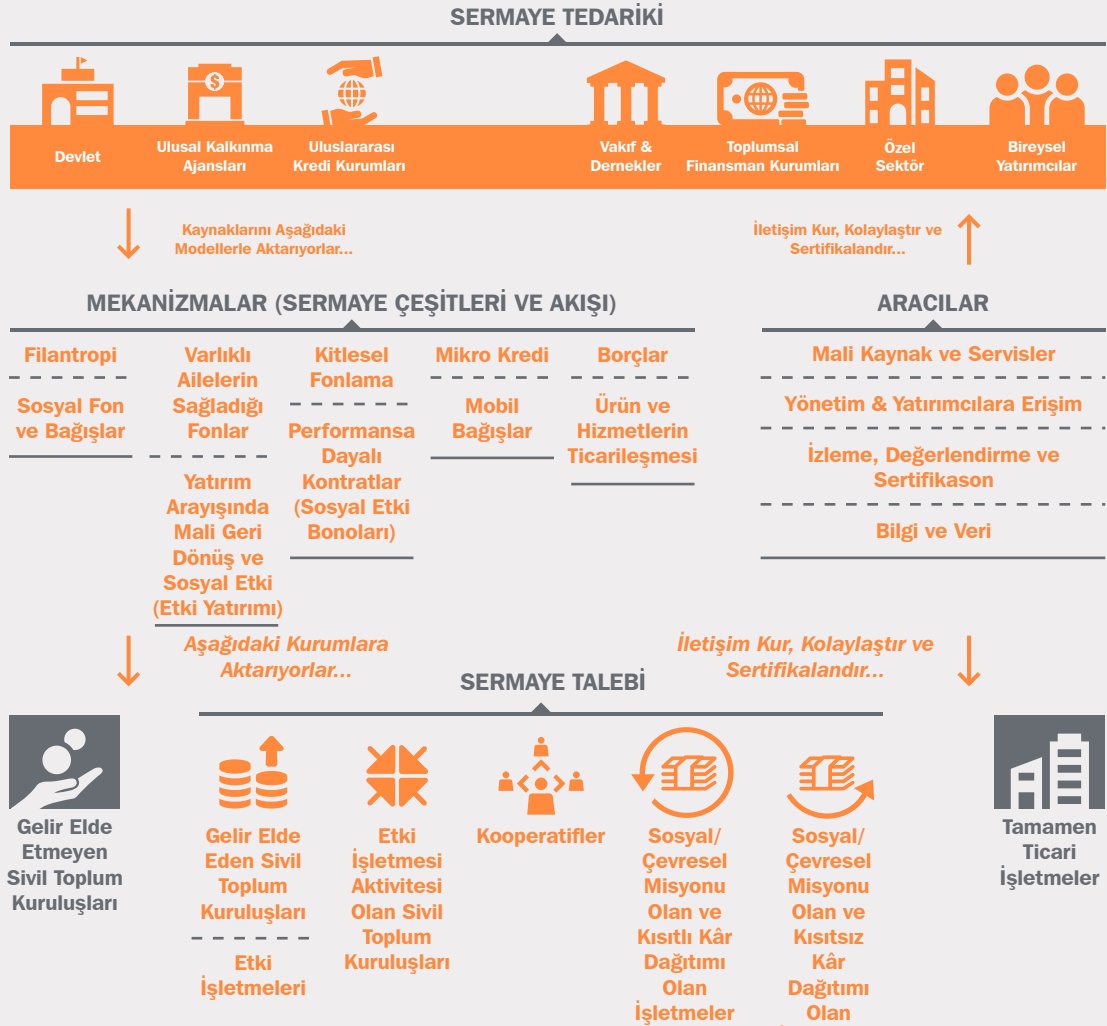 SERMAYE TEDARİKİ
Devlet
Ulusal Kalkınma
Ajansları
Uluslararası
Kredi Kurumları
Vakıf &
Dernekler
Toplumsal
Finansman Kurumları
Özel
Sektör
Bireysel
Yatırımcılar
Kaynaklarını Aşağıdaki
Modellerle Aktarıyorlar...
İletişim Kur, Kolaylaştır ve
Sertifikalandır...
MEKANİZMALAR (SERMAYE ÇEŞİTLERİ VE AKIŞI)
Filantropi
Sosyal Fon
ve Bağışlar
Varlıklı
Ailelerin
Sağladığı
Fonlar
Yatırım
Arayışında
Mali Geri
Dönüş ve
Sosyal Etki
(Etki Yatırımı)
Kitlesel
Fonlama
Performansa
Dayalı
Kontratlar
(Sosyal Etki
Bonoları)
Mikro Kredi
Mobil
Bağışlar
Borçlar
Ürün ve
Hizmetlerin
Ticarileşmesi
ARACILAR
Mali Kaynak ve Servisler
Yönetim & Yatırımcılara Erişim
İzleme, Değerlendirme ve
Sertifikason
Bilgi ve Veri
Aşağıdaki Kurumlara
Aktarıyorlar...
İletişim Kur, Kolaylaştır ve
Sertifikalandır...
SERMAYE TALEBİ
Gelir Elde
Etmeyen
Sivil Toplum
Kuruluşları
Gelir Elde
Eden Sivil
Toplum
Kuruluşları
Etki
İşletmeleri
Etki
İşletmesi
Aktivitesi
Olan Sivil
Toplum
Kuruluşları
Kooperatifler
Sosyal/
Çevresel
Misyonu
Olan ve
Kısıtlı Kâr
Dağıtımı
Olan
İşletmeler
Sosyal/
Çevresel
Misyonu
Olan ve
Kısıtsız
Kâr
Dağıtımı
Olan
Tamamen
Ticari
İşletmeler